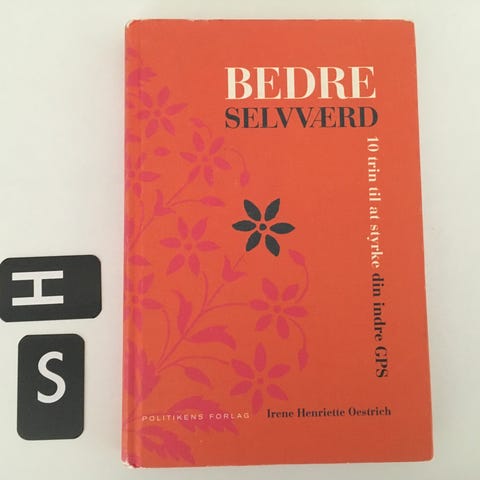 BEDRE
SELVVÆRD
10 trin til at styrke din indre GPS
POLITIKENS FORLAG
Irene Henriette Oestrich
H
S